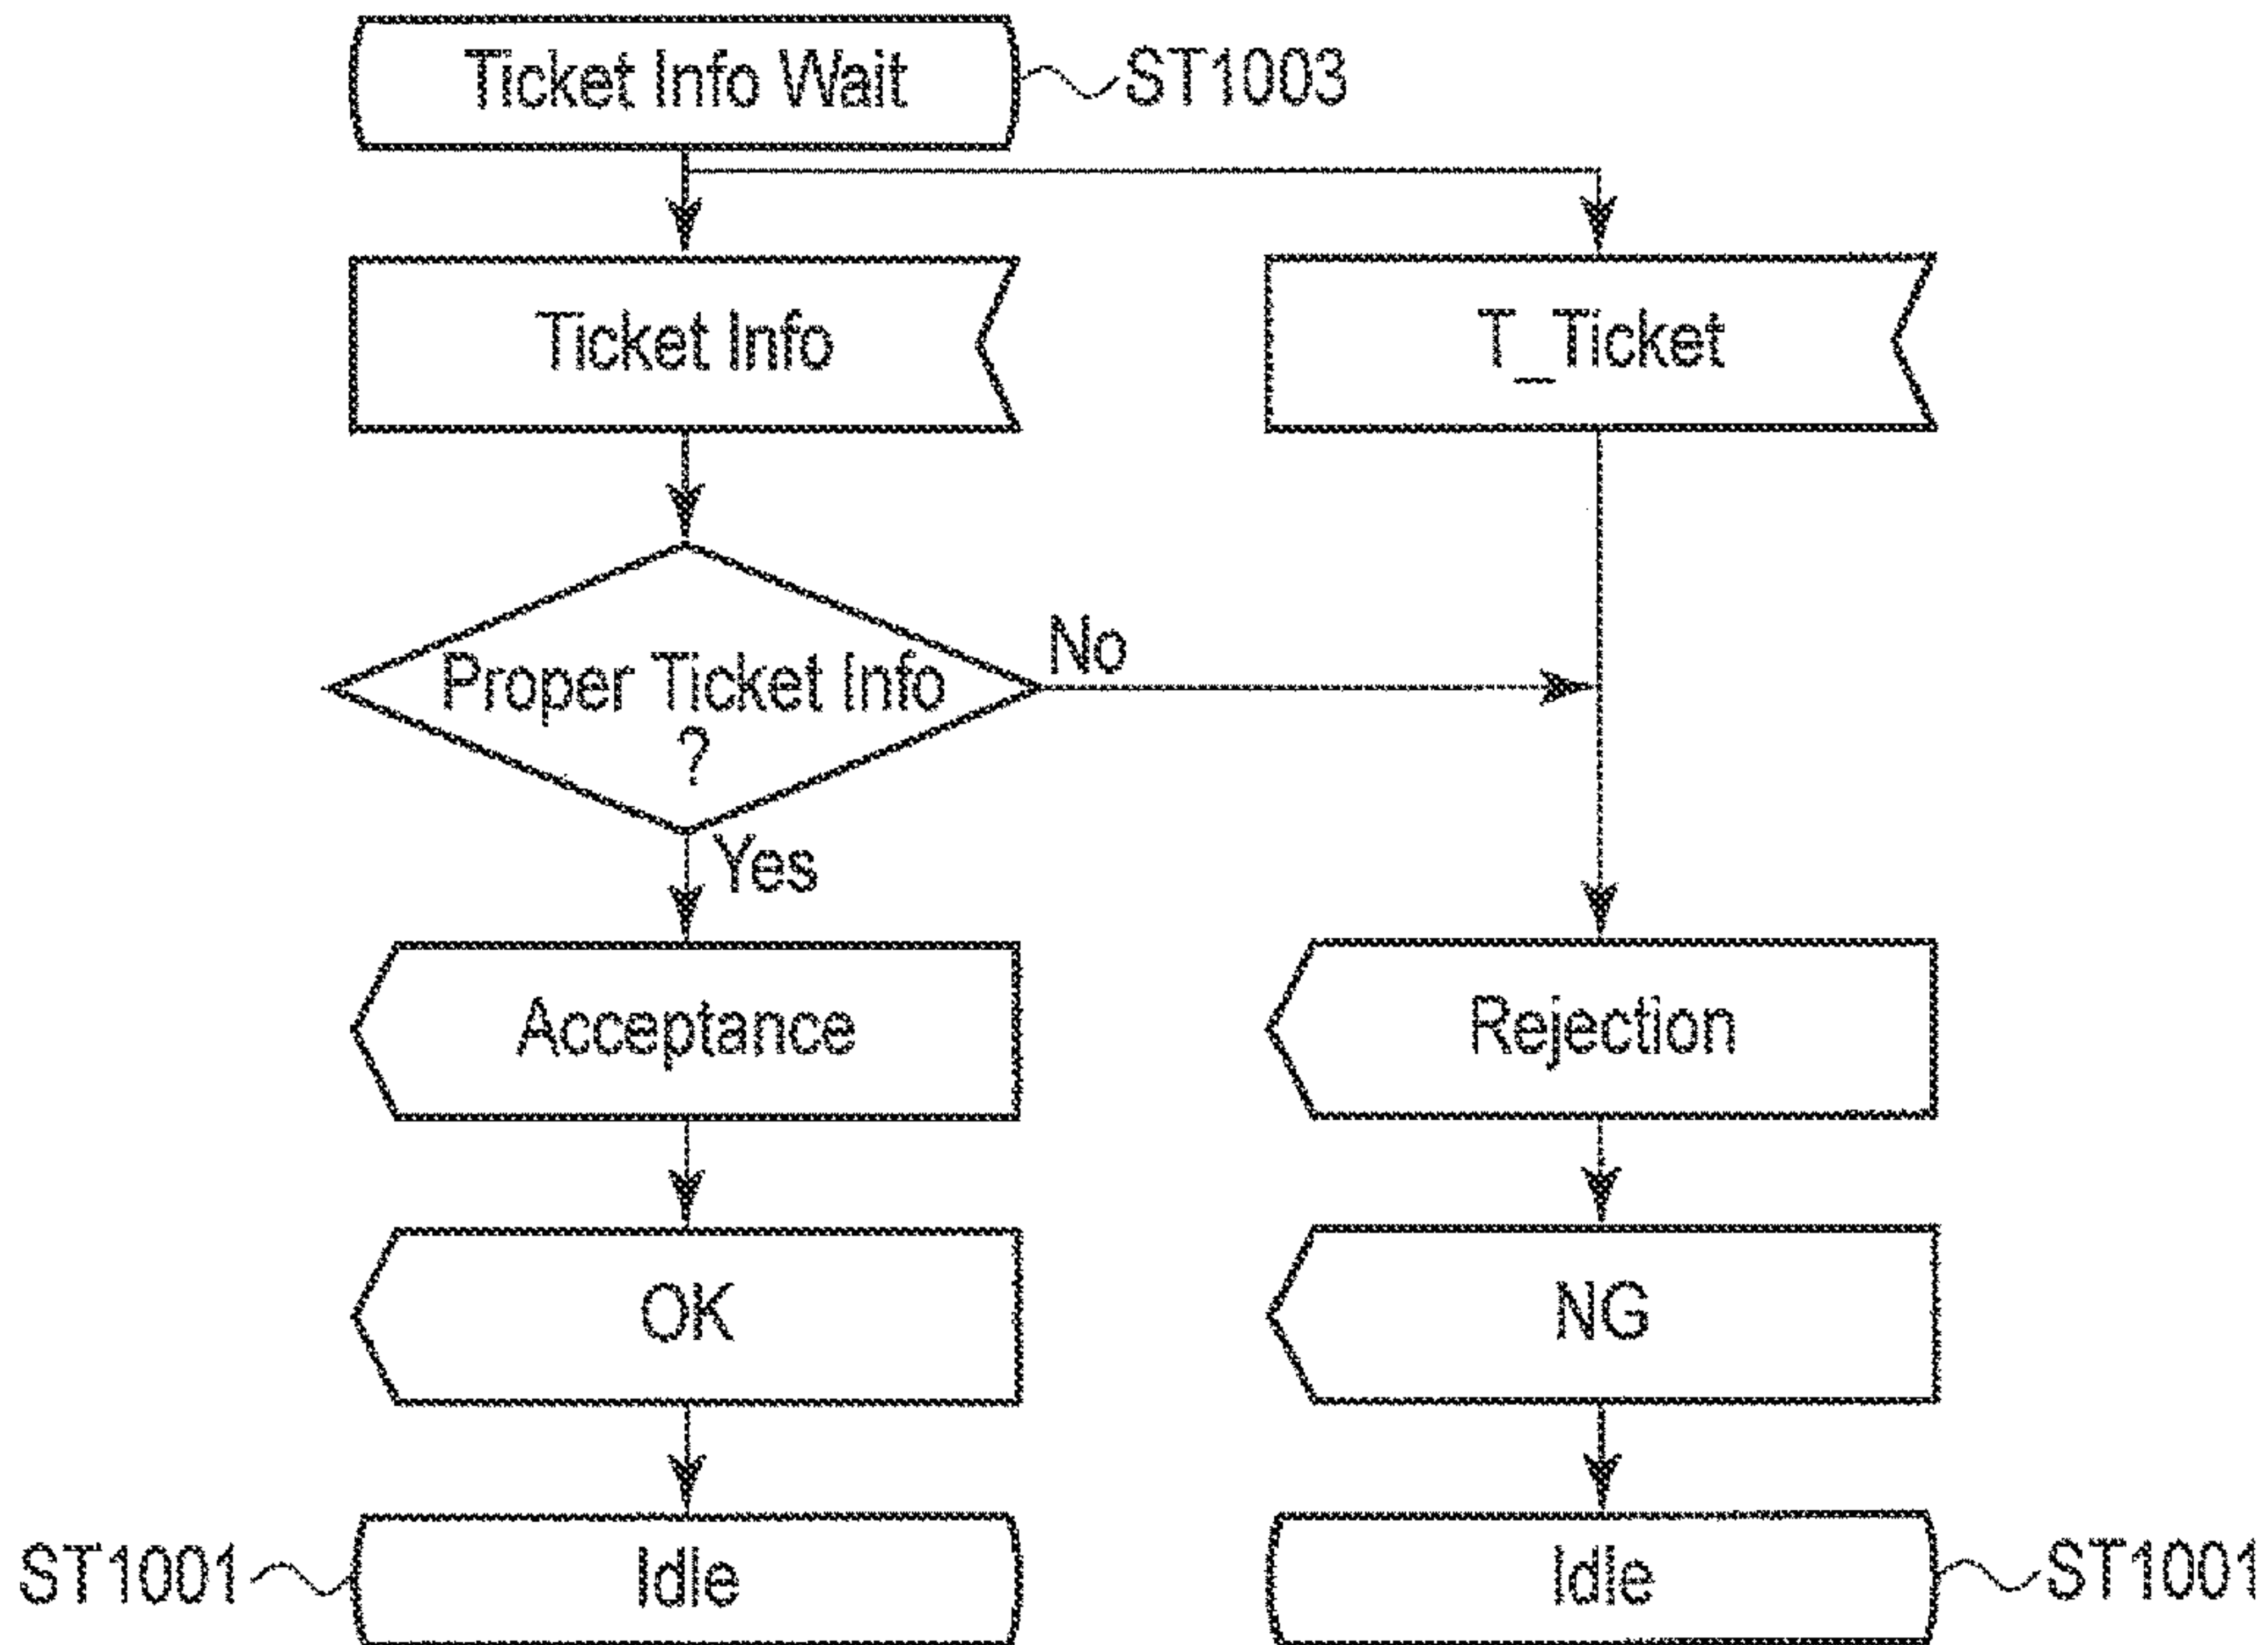 Ticket Info Wait
ST1003
Ticket Info
T_Ticket
Proper Ticket Info
?
No
Yes
Acceptance
Rejection
OK
NG
ST1001
Idle
Idle
ST1001